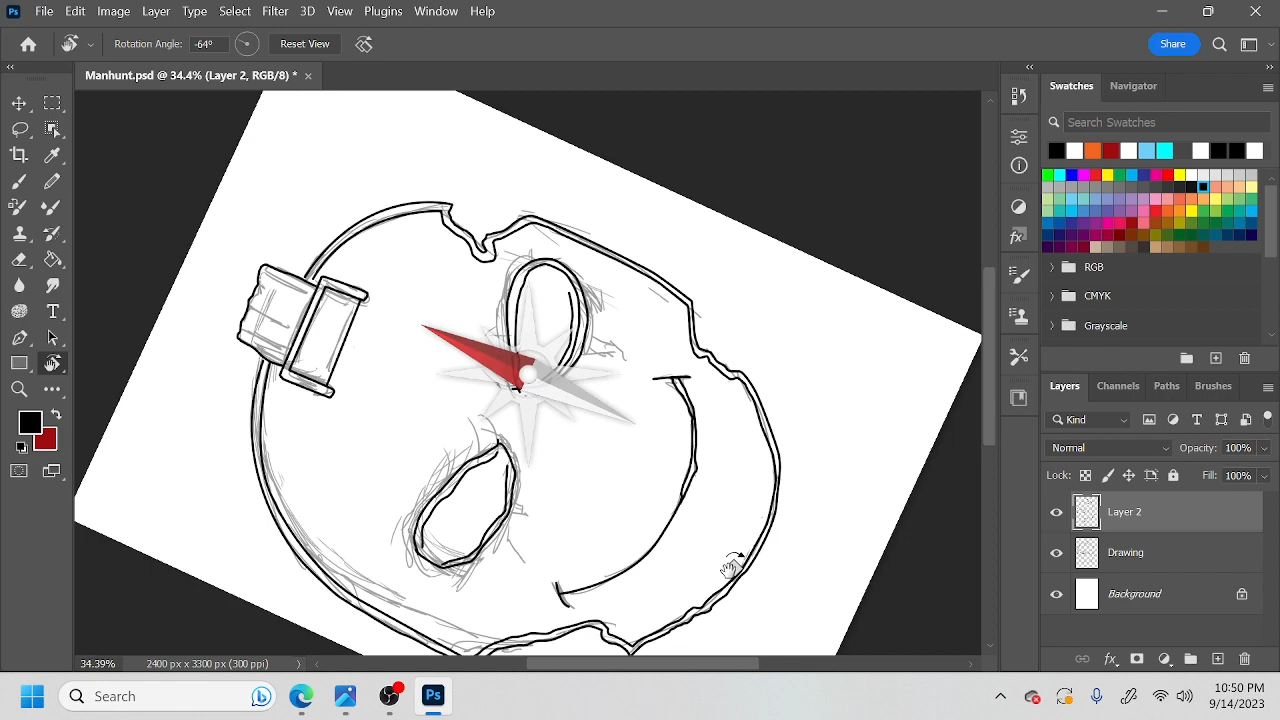 Ps File Edit Image Layer Type Select Filter 3D View Plugins Window Help
Rotation Angle: -64° Reset View Share
Manhunt.psd @ 34.4% (Layer 2, RGB/8) * ×
Swatches Navigator
Search Swatches
RGB
CMYK
Grayscale
Layers Channels Paths Brushes
Kind
Normal Opacity: 100%
Lock: Fill: 100%
Layer 2
Drawing
Background
34.39% 2400 px x 3300 px (300 ppi)
Search Ps 10:50 PM
9/14/2023